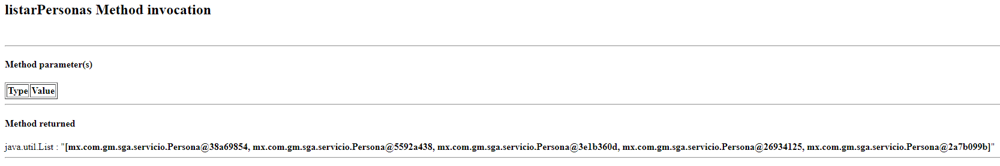 listarPersonas Method invocation
Method parameter(s)
Type Value
Method returned
java.util.List : "[mx.com.gm.sga.servicio.Persona@38a69854, mx.com.gm.sga.servicio.Persona@5592a438, mx.com.gm.sga.servicio.Persona@3e1b360d, mx.com.gm.sga.servicio.Persona@26934125, mx.com.gm.sga.servicio.Persona@2a7b099b]"